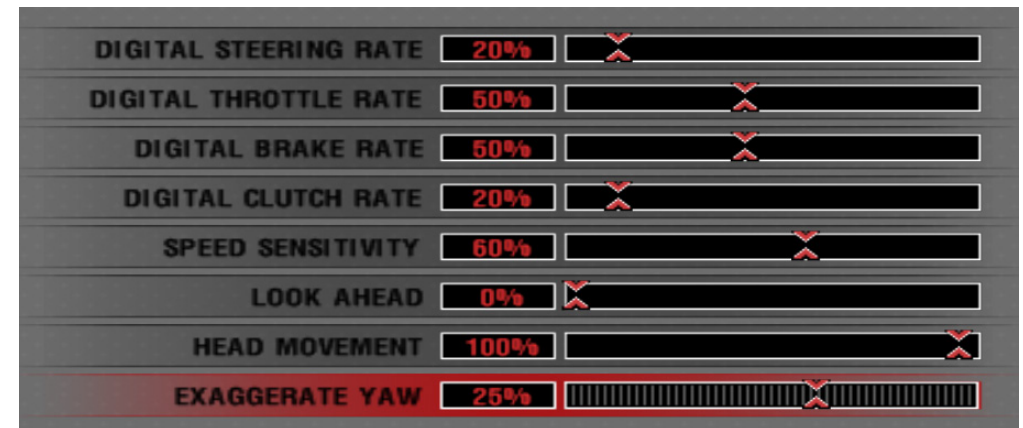 DIGITAL STEERING RATE 20%
DIGITAL THROTTLE RATE 50%
DIGITAL BRAKE RATE 50%
DIGITAL CLUTCH RATE 20%
SPEED SENSITIVITY 60%
LOOK AHEAD 0%
HEAD MOVEMENT 100%
EXAGGERATE YAW 25%